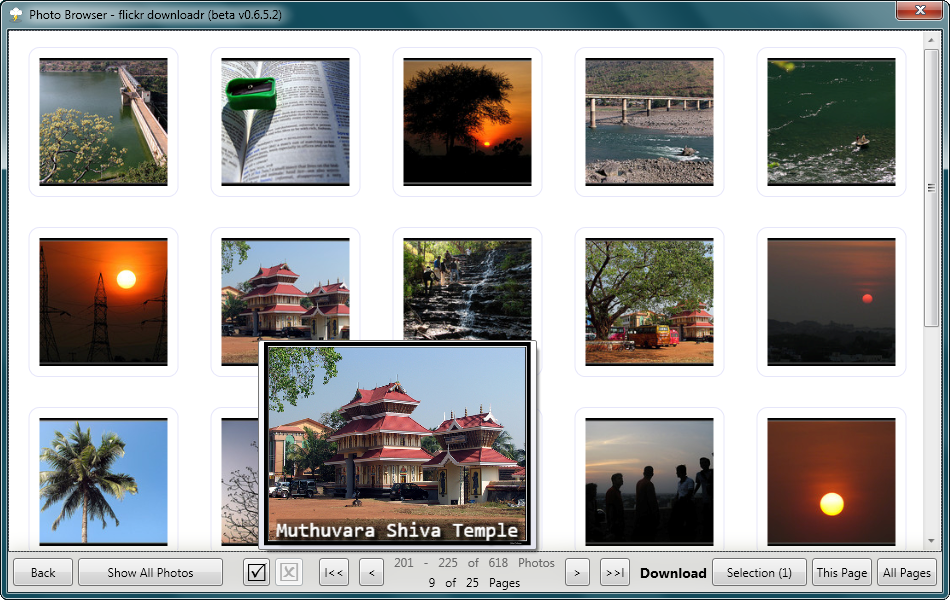 Photo Browser - flickr downloadr (beta v0.6.5.2)
Muthuvara Shiva Temple
Back
Show All Photos
|<<
<
201 - 225 of 618 Photos
9 of 25 Pages
>
>>|
Download
Selection (1)
This Page
All Pages